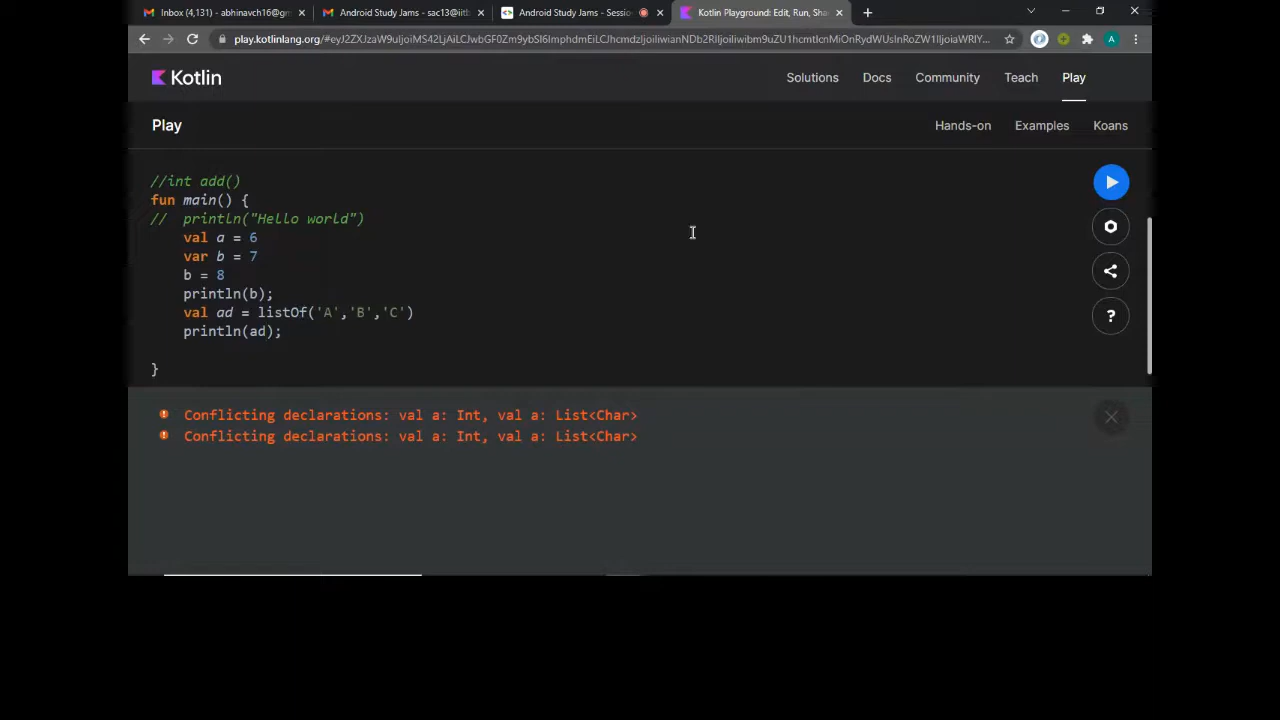 Inbox (4,131) - abhinavch16@gm
Android Study Jams - sac13@iitb
Android Study Jams - Sessio
Kotlin Playground: Edit, Run, Sha
Kotlin
Solutions
Docs
Community
Teach
Play
Play
Hands-on
Examples
Koans
//int add()
fun main() {
//  println("Hello world")
    val a = 6
    var b = 7
    b = 8
    println(b);
    val ad = listOf('A','B','C')
    println(ad);
}
Conflicting declarations: val a: Int, val a: List<Char>
Conflicting declarations: val a: Int, val a: List<Char>